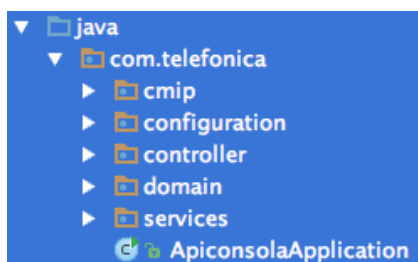 java
com.telefonica
cmip
configuration
controller
domain
services
ApiconsolaApplication